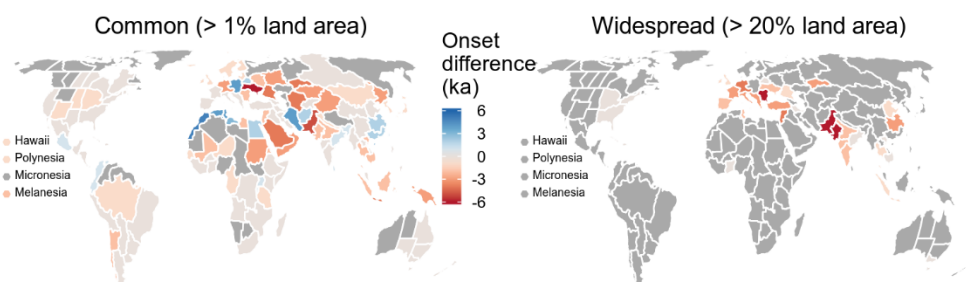 Common (> 1% land area)
Widespread (> 20% land area)
Onset
difference
(ka)
6
3
0
-3
-6
Hawaii
Polynesia
Micronesia
Melanesia
Hawaii
Polynesia
Micronesia
Melanesia